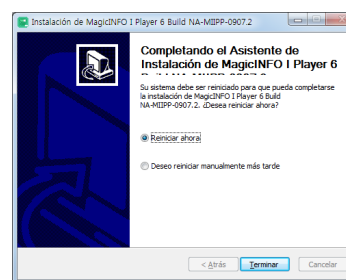 Instalación de MagicINFO I Player 6 Build NA-MIIPP-0907.2
Completando el Asistente de
Instalación de MagicINFO I Player 6
Su sistema debe ser reiniciado para que pueda completarse
la instalación de MagicINFO I Player 6 Build
NA-MIIPP-0907.2. ¿Desea reiniciar ahora?
Reiniciar ahora
Deseo reiniciar manualmente más tarde
< Atrás
Terminar
Cancelar